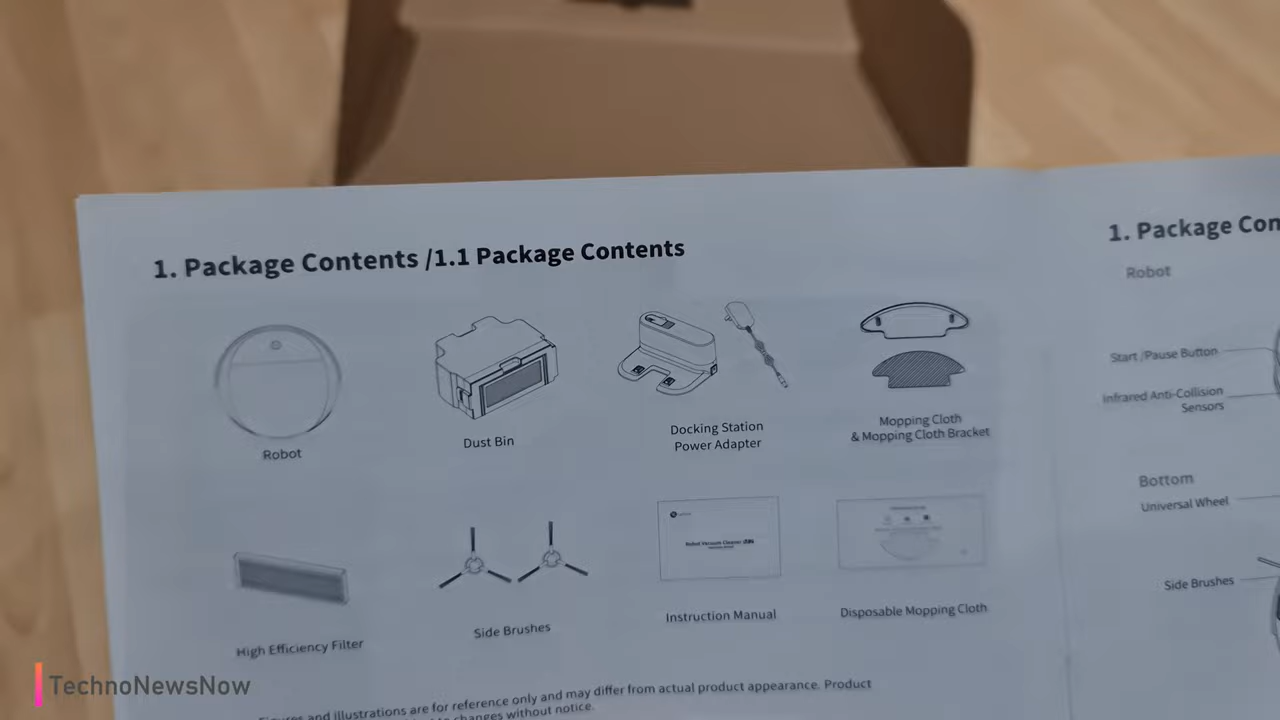 1. Package Contents /1.1 Package Contents
Robot
Dust Bin
Docking Station
Power Adapter
Mopping Cloth
& Mopping Cloth Bracket
High Efficiency Filter
Side Brushes
Robot Vacuum Cleaner
Instruction Manual
Disposable Mopping Cloth
and illustrations are for reference only and may differ from actual product appearance. Product
changes without notice.
1. Package Con
Robot
Start /Pause Button
Infrared Anti-Collision
Sensors
Bottom
Universal Wheel
Side Brushes
TechnoNewsNow